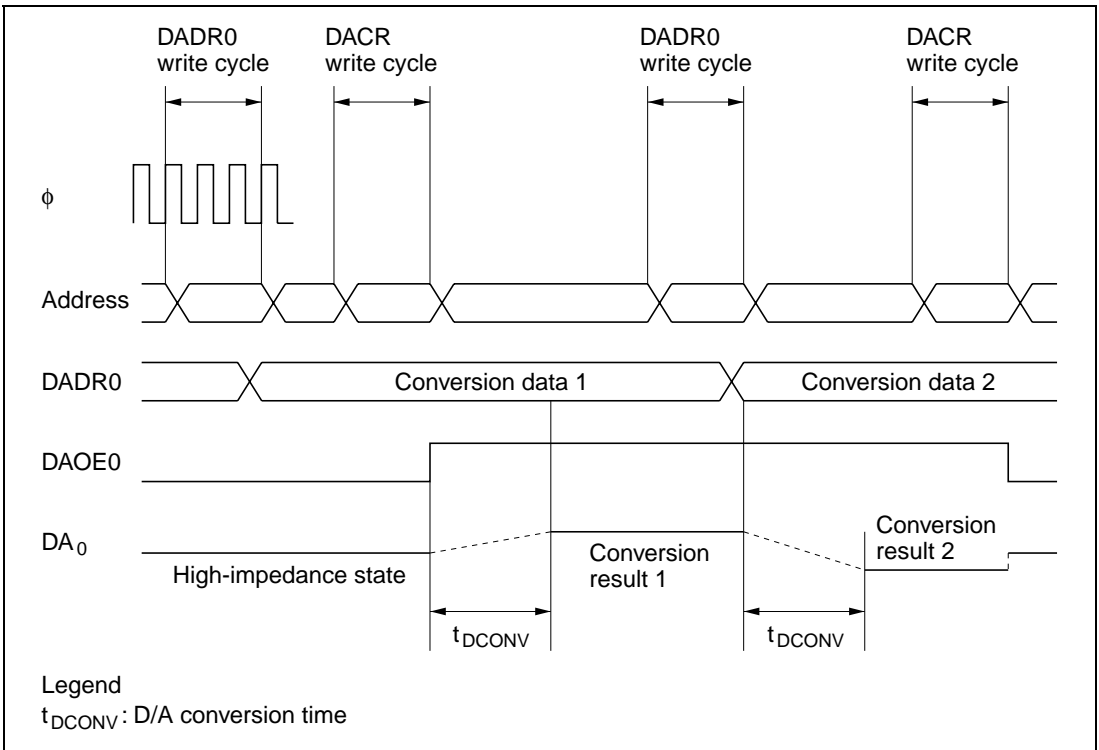 DADR0
write cycle
DACR
write cycle
DADR0
write cycle
DACR
write cycle
ϕ
Address
DADR0
Conversion data 1
Conversion data 2
DAOE0
DA0
High-impedance state
Conversion
result 1
Conversion
result 2
tDCONV
tDCONV
Legend
tDCONV : D/A conversion time